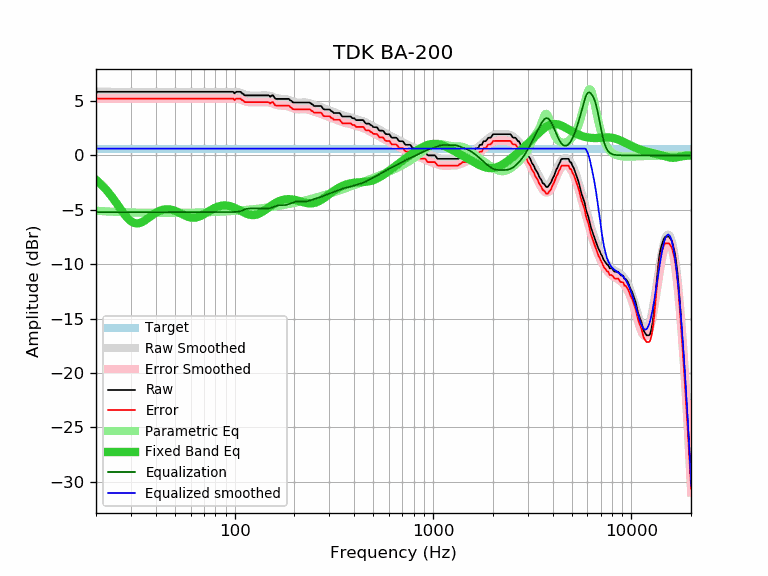 TDK BA-200
Amplitude (dBr)
5
0
−5
−10
−15
−20
−25
−30
Target
Raw Smoothed
Error Smoothed
Raw
Error
Parametric Eq
Fixed Band Eq
Equalization
Equalized smoothed
100
1000
10000
Frequency (Hz)